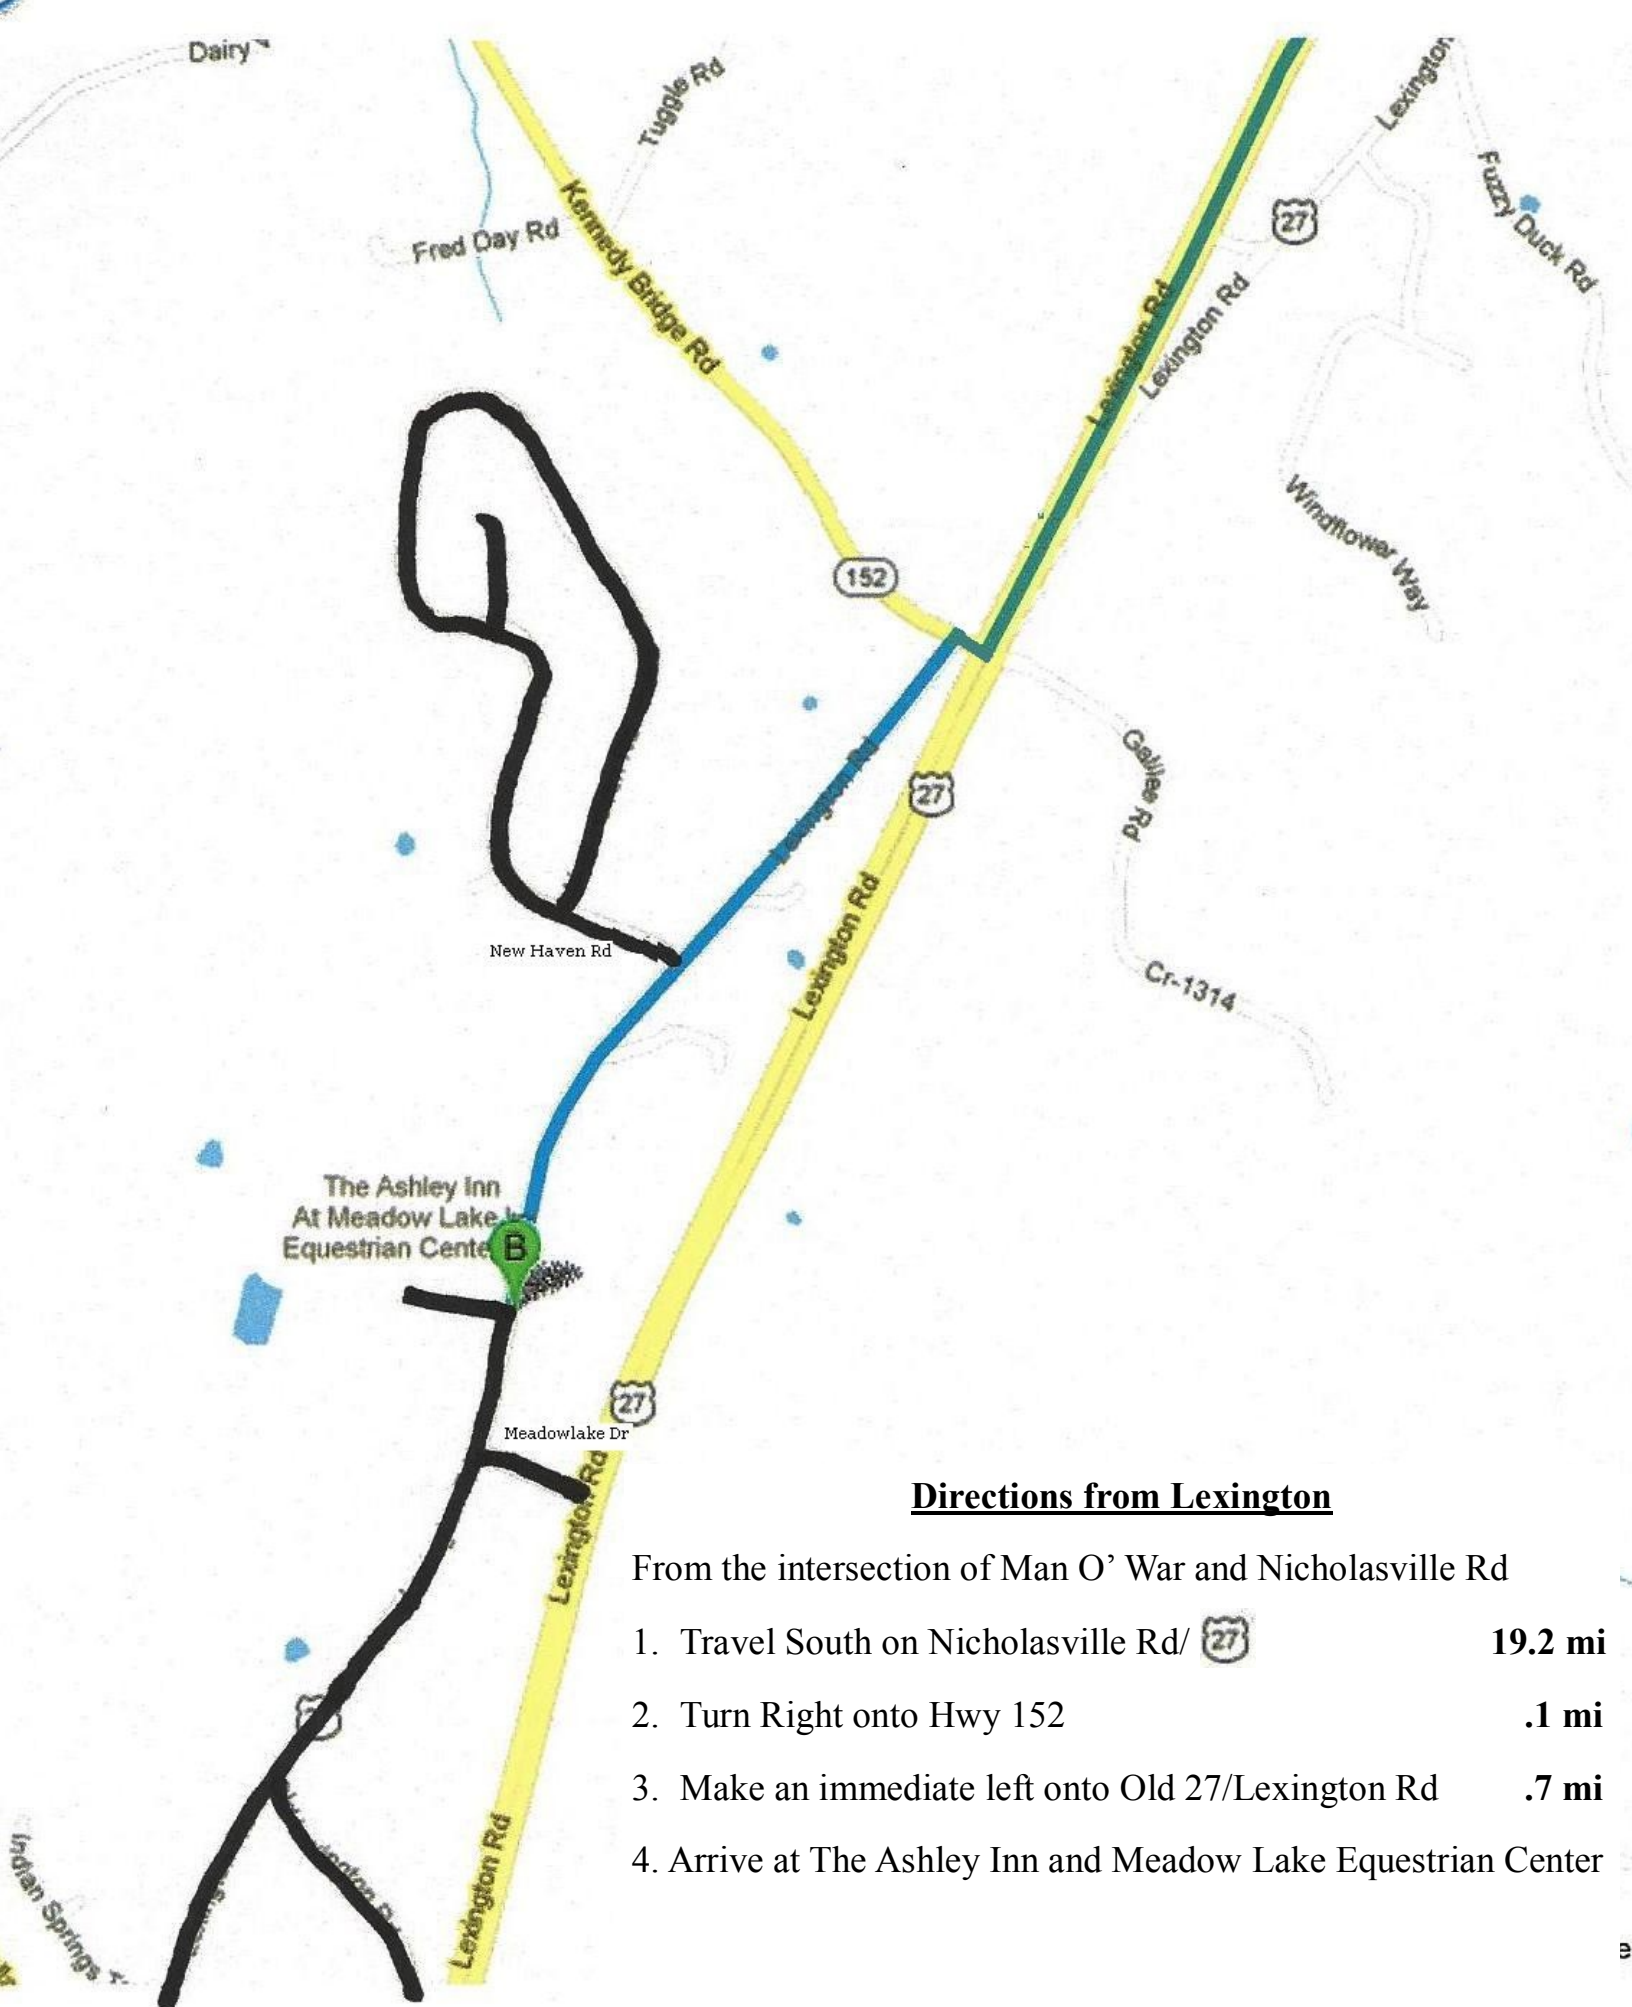 Dairy
Tuggle Rd
Lexington
Fuzzy Duck Rd
27
Fred Day Rd
Kennedy Bridge Rd
Lexington Rd
Lexington Rd
Windflower Way
152
Galilee Rd
Lexington Rd
27
Lexington Rd
New Haven Rd
Cr-1314
The Ashley Inn
At Meadow Lake
Equestrian Cente
B
27
Meadowlake Dr
Lexington Rd
Directions from Lexington
From the intersection of Man O’ War and Nicholasville Rd
1. Travel South on Nicholasville Rd/ 27 19.2 mi
2. Turn Right onto Hwy 152 .1 mi
3. Make an immediate left onto Old 27/Lexington Rd .7 mi
4. Arrive at The Ashley Inn and Meadow Lake Equestrian Center
Lexington Rd
Indian Springs